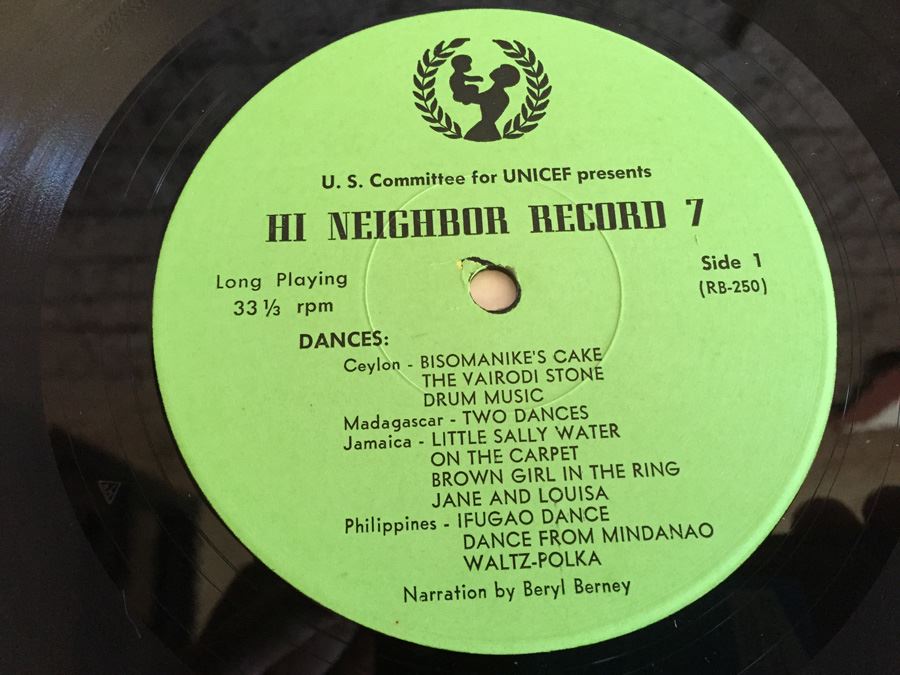 U. S. Committee for UNICEF presents
HI NEIGHBOR RECORD 7
Long Playing
33 ⅓ rpm
Side 1
(RB-250)
DANCES:
Ceylon - BISOMANIKE'S CAKE
THE VAIRODI STONE
DRUM MUSIC
Madagascar - TWO DANCES
Jamaica - LITTLE SALLY WATER
ON THE CARPET
BROWN GIRL IN THE RING
JANE AND LOUISA
Philippines - IFUGAO DANCE
DANCE FROM MINDANAO
WALTZ-POLKA
Narration by Beryl Berney